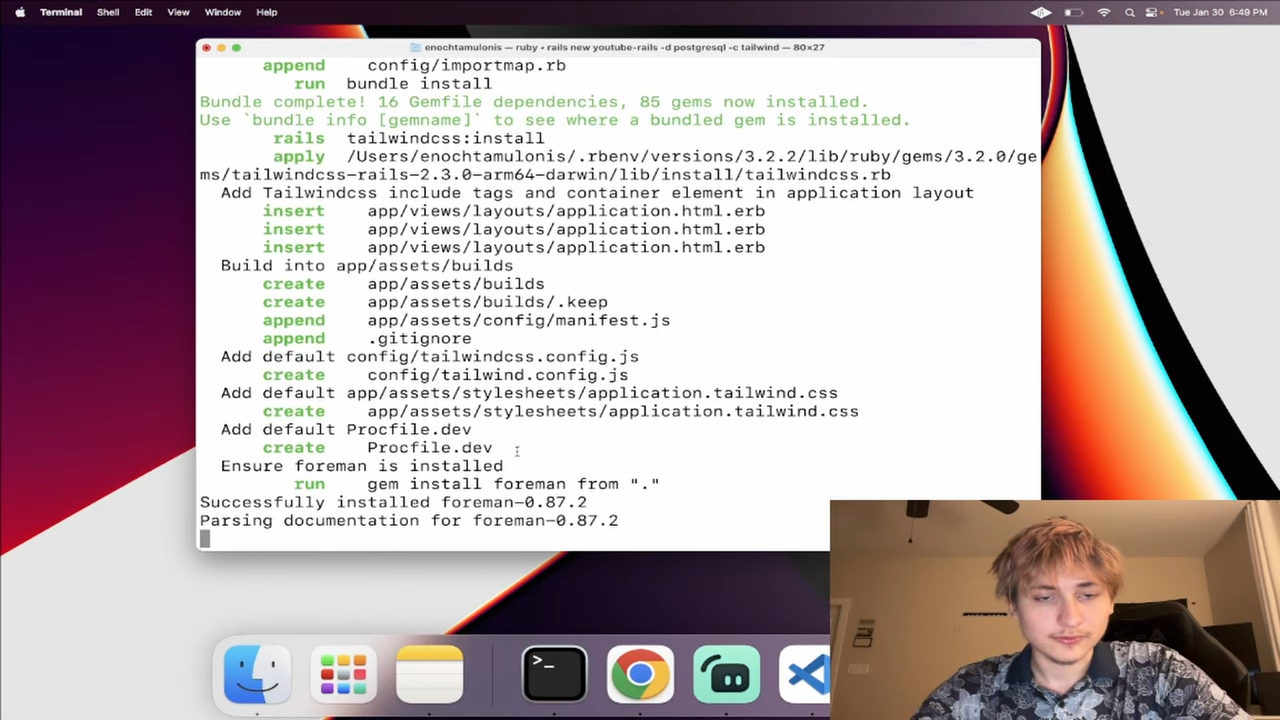 Terminal Shell Edit View Window Help Tue Jan 30 6:49 PM
enochtamulonis — ruby • rails new youtube-rails -d postgresql -c tailwind — 80×27
append config/importmap.rb
run bundle install
Bundle complete! 16 Gemfile dependencies, 85 gems now installed.
Use `bundle info [gemname]` to see where a bundled gem is installed.
rails tailwindcss:install
apply /Users/enochtamulonis/.rbenv/versions/3.2.2/lib/ruby/gems/3.2.0/ge
ms/tailwindcss-rails-2.3.0-arm64-darwin/lib/install/tailwindcss.rb
Add Tailwindcss include tags and container element in application layout
insert app/views/layouts/application.html.erb
insert app/views/layouts/application.html.erb
insert app/views/layouts/application.html.erb
Build into app/assets/builds
create app/assets/builds
create app/assets/builds/.keep
append app/assets/config/manifest.js
append .gitignore
Add default config/tailwindcss.config.js
create config/tailwind.config.js
Add default app/assets/stylesheets/application.tailwind.css
create app/assets/stylesheets/application.tailwind.css
Add default Procfile.dev
create Procfile.dev
Ensure foreman is installed
run gem install foreman from "."
Successfully installed foreman-0.87.2
Parsing documentation for foreman-0.87.2
>_